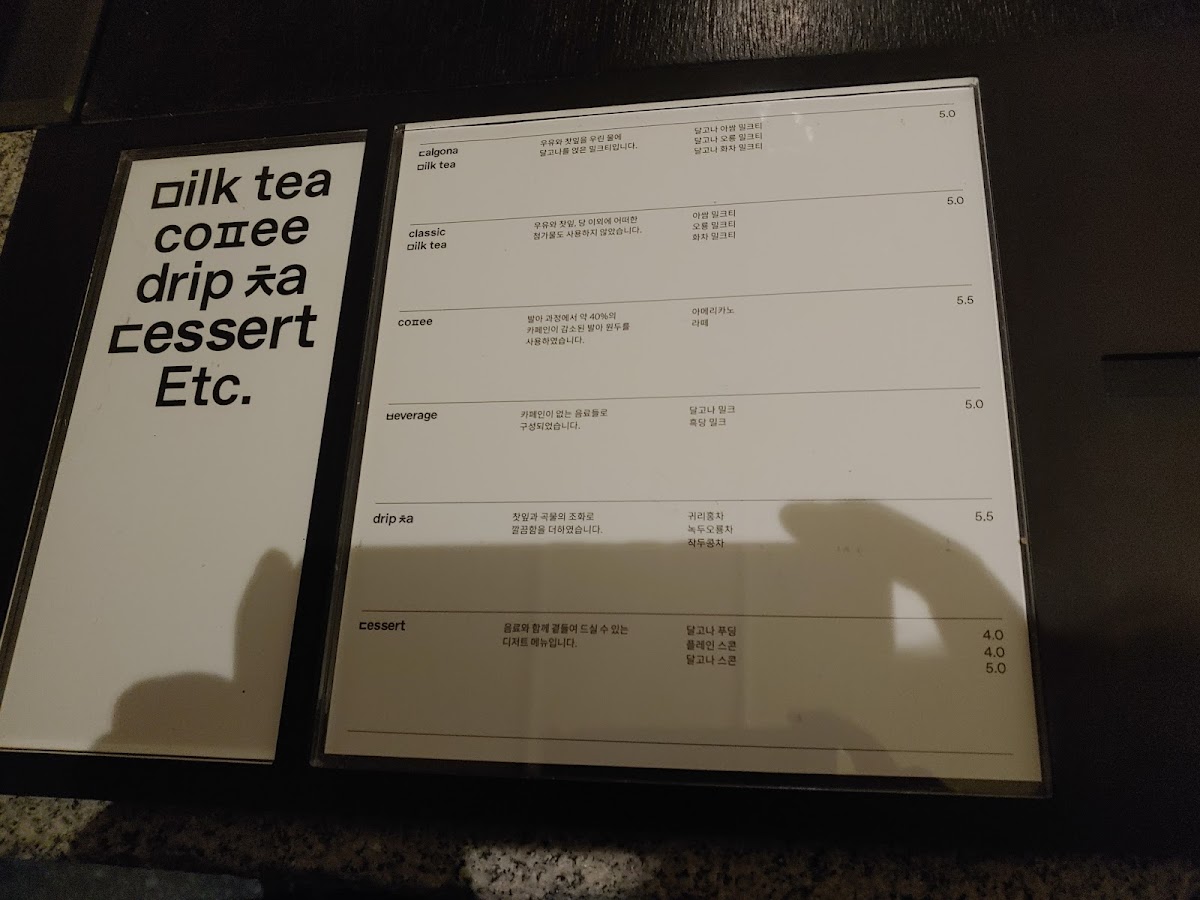 ㅁilk tea
coㅍee
drip ㅊa
ㄷessert
Etc.
ㄷalgona
ㅁilk tea
우유와 찻잎을 우린 물에
달고나를 얹은 밀크티입니다.
달고나 아쌈 밀크티
달고나 오룡 밀크티
달고나 화차 밀크티
5.0
classic
ㅁilk tea
우유와 찻잎, 당 이외에 어떠한
첨가물도 사용하지 않았습니다.
아쌈 밀크티
오룡 밀크티
화차 밀크티
5.0
coㅍee
발아 과정에서 약 40%의
카페인이 감소된 발아 원두를
사용하였습니다.
아메리카노
라떼
5.5
ㅂeverage
카페인이 없는 음료들로
구성되었습니다.
달고나 밀크
흑당 밀크
5.0
drip ㅊa
찻잎과 곡물의 조화로
깔끔함을 더하였습니다.
귀리홍차
녹두오룡차
작두콩차
5.5
ㄷessert
음료와 함께 곁들여 드실 수 있는
디저트 메뉴입니다.
달고나 푸딩
플레인 스콘
달고나 스콘
4.0
4.0
5.0